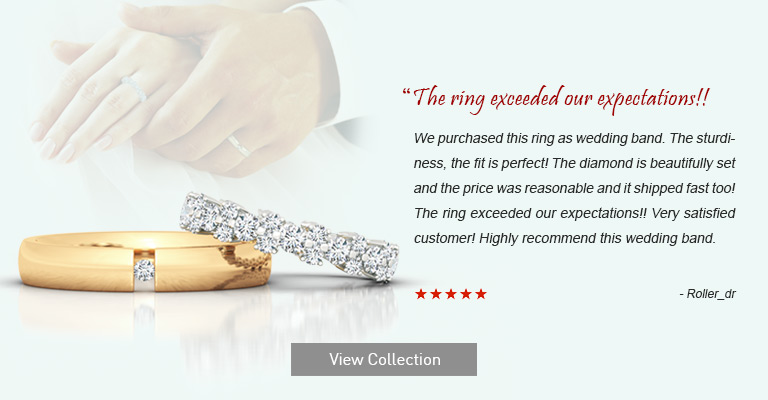 “The ring exceeded our expectations!!
We purchased this ring as wedding band. The sturdi-
ness, the fit is perfect! The diamond is beautifully set
and the price was reasonable and it shipped fast too!
The ring exceeded our expectations!! Very satisfied
customer! Highly recommend this wedding band.
★★★★★ - Roller_dr
View Collection